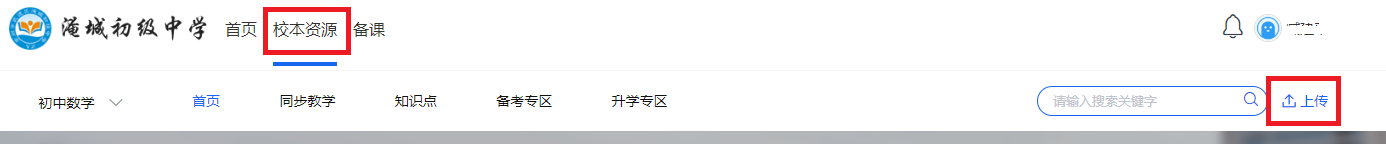 渑城初级中学 首页 校本资源 备课
初中数学 首页 同步教学 知识点 备考专区 升学专区 请输入搜索关键字 上传